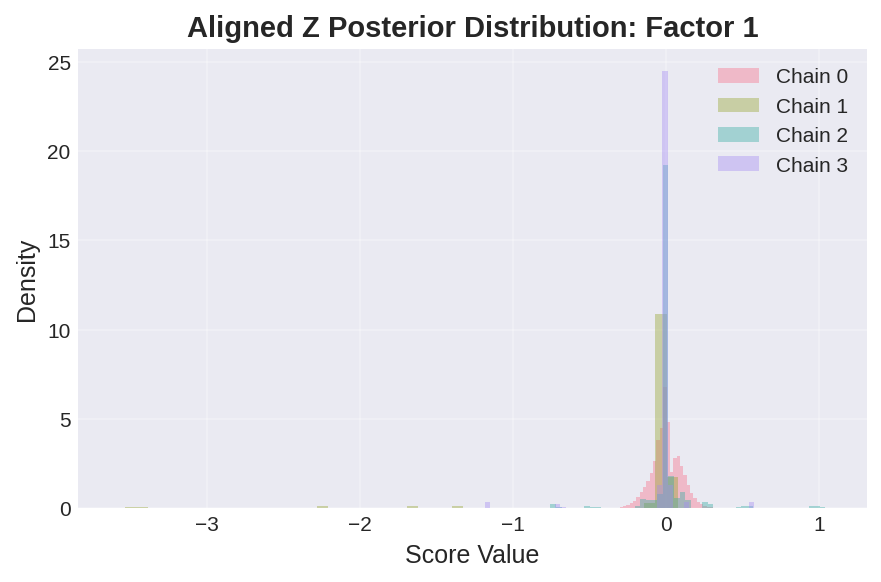 Aligned Z Posterior Distribution: Factor 1
25
20
15
10
5
0
Density
Chain 0
Chain 1
Chain 2
Chain 3
−3
−2
−1
0
1
Score Value